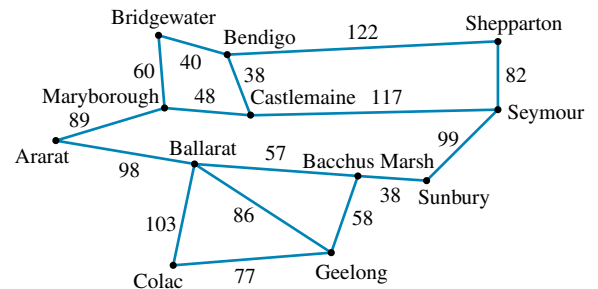 Bridgewater
Shepparton
Bendigo
122
40
60
38
82
Maryborough
48
Castlemaine
117
Seymour
89
99
Ararat
Ballarat
57
Bacchus Marsh
98
38
Sunbury
103
86
58
Colac
77
Geelong